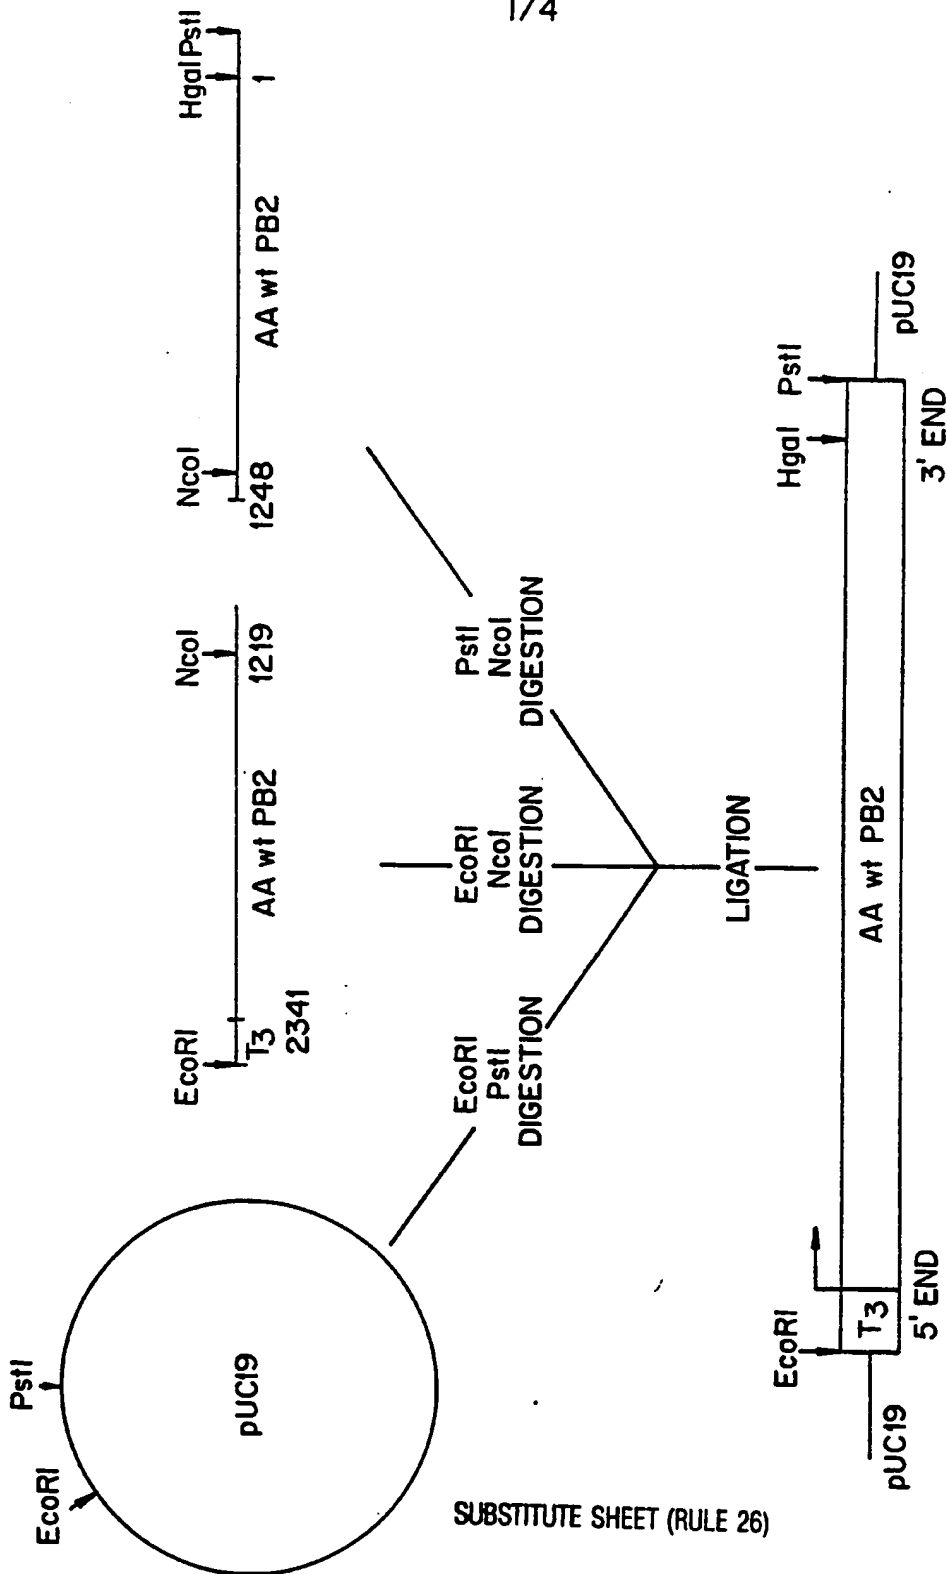 1/4
PstI
EcoRI
pUC19
EcoRI
T3
2341
AA wt PB2
NcoI
1219
NcoI
1248
AA wt PB2
HgaI PstI
1
EcoRI
PstI
DIGESTION
EcoRI
NcoI
DIGESTION
PstI
NcoI
DIGESTION
LIGATION
EcoRI
pUC19
T3
5' END
AA wt PB2
HgaI PstI
3' END
pUC19
SUBSTITUTE SHEET (RULE 26)